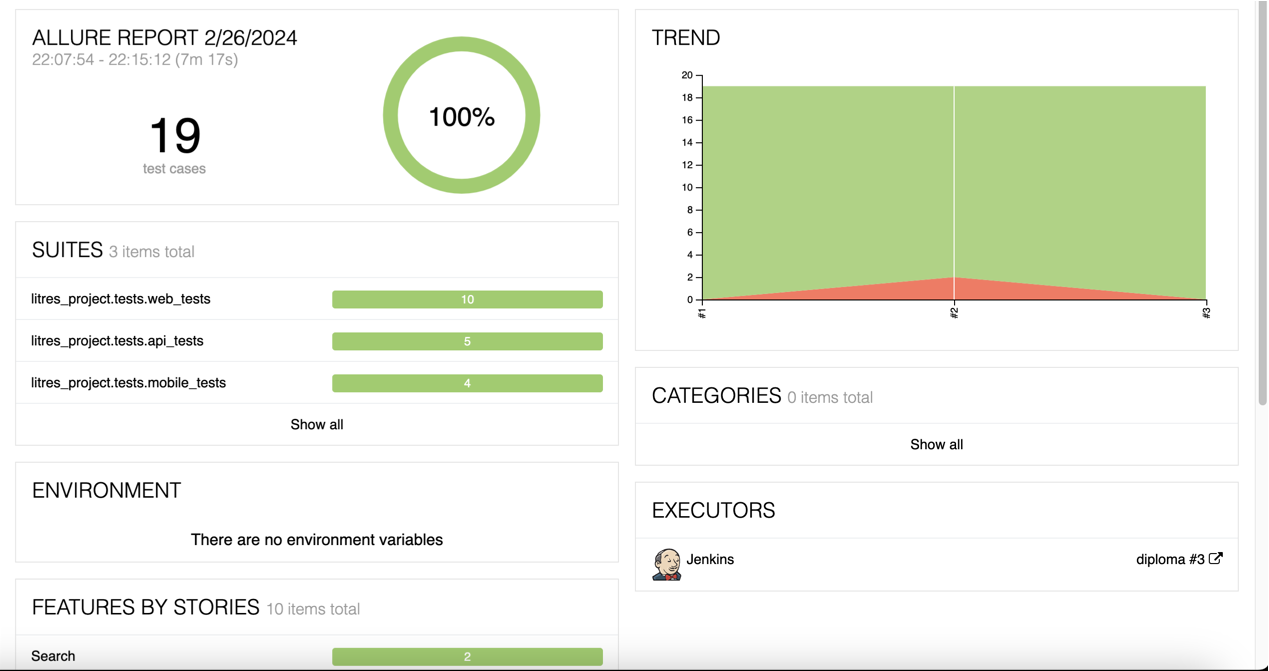 ALLURE REPORT 2/26/2024
22:07:54 - 22:15:12 (7m 17s)
19
test cases
100%
SUITES 3 items total
litres_project.tests.web_tests 10
litres_project.tests.api_tests 5
litres_project.tests.mobile_tests 4
Show all
ENVIRONMENT
There are no environment variables
FEATURES BY STORIES 10 items total
Search 2
TREND
20
18
16
14
12
10
8
6
4
2
0
#1
#2
#3
CATEGORIES 0 items total
Show all
EXECUTORS
Jenkins diploma #3